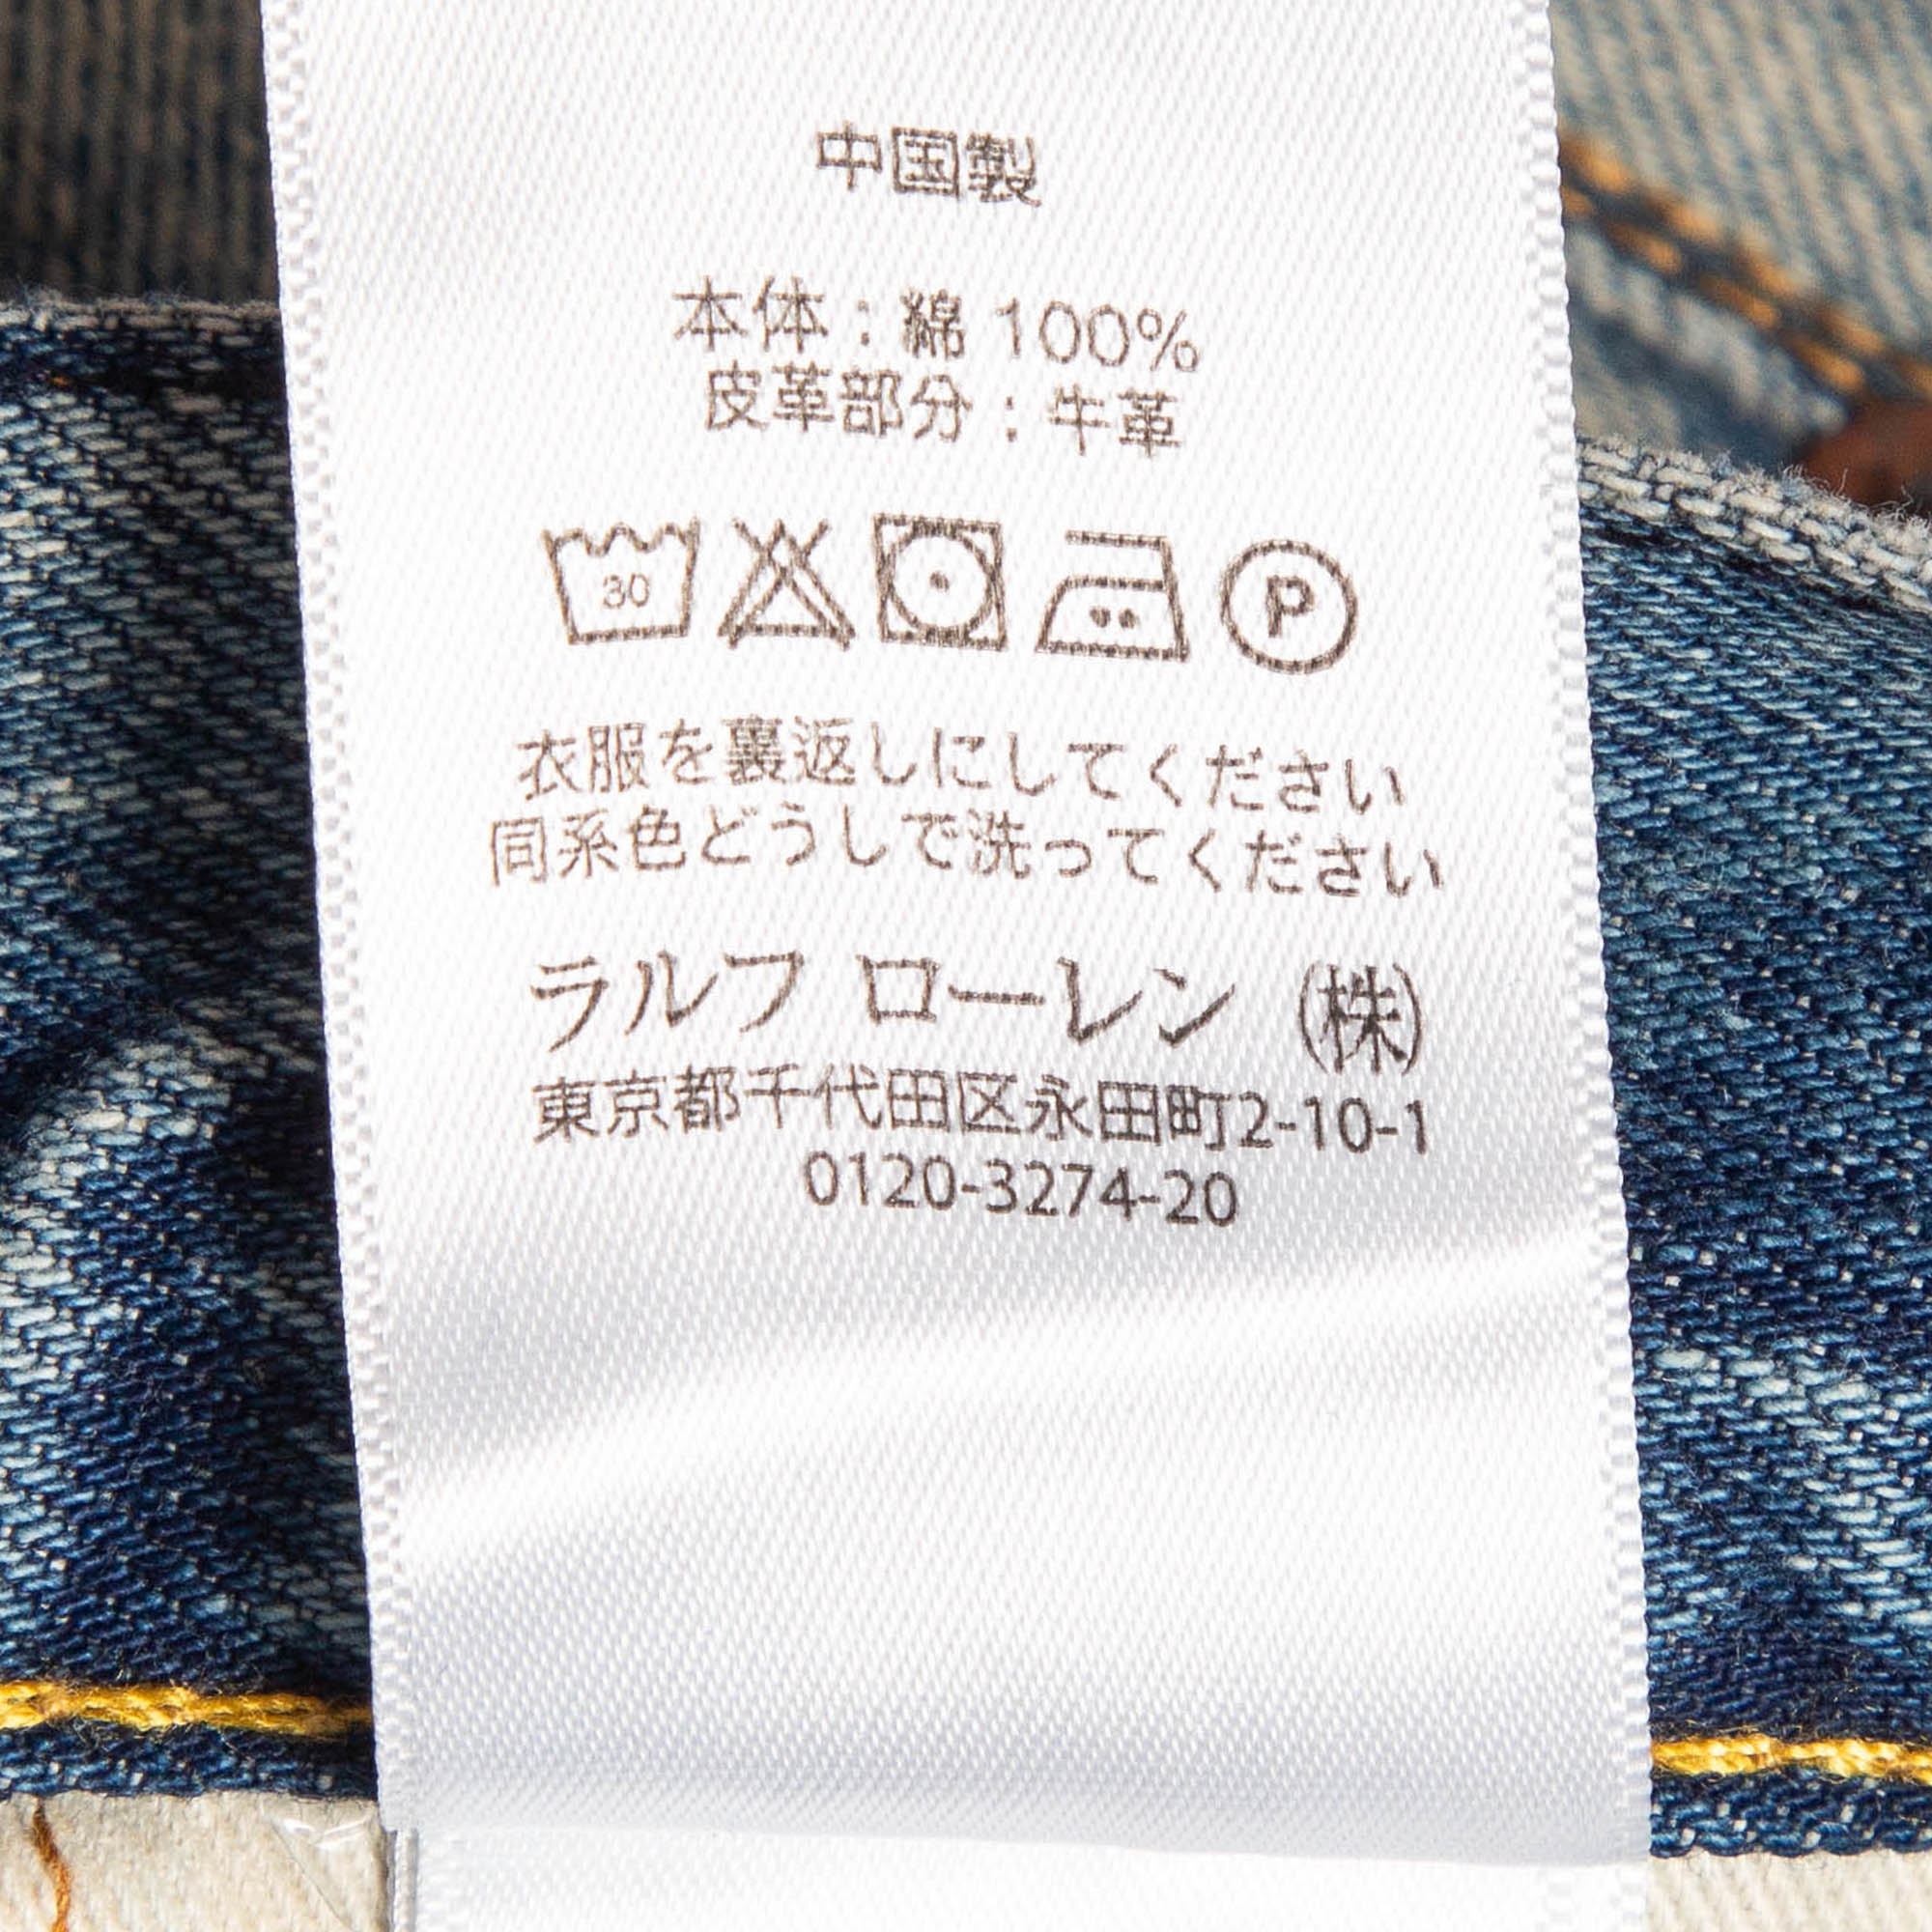 中国製
本体：綿 100%
皮革部分：牛革
30 P
衣服を裏返しにしてください
同系色どうしで洗ってください
ラルフ ローレン ㈱
東京都千代田区永田町2-10-1
0120-3274-20